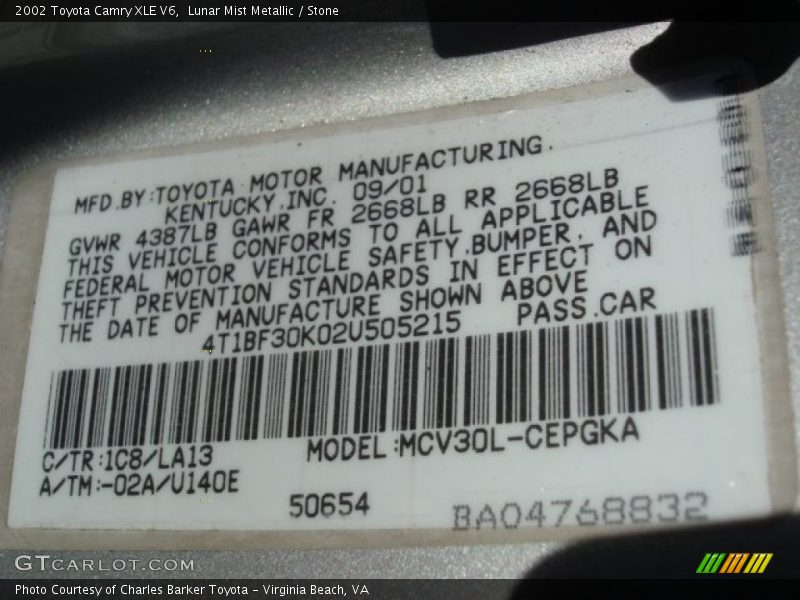 2002 Toyota Camry XLE V6,  Lunar Mist Metallic / Stone
MFD.BY:TOYOTA MOTOR MANUFACTURING.
KENTUCKY,INC. 09/01
GVWR 4387LB GAWR FR 2668LB RR 2668LB
THIS VEHICLE CONFORMS TO ALL APPLICABLE
FEDERAL MOTOR VEHICLE SAFETY,BUMPER, AND
THEFT PREVENTION STANDARDS IN EFFECT ON
THE DATE OF MANUFACTURE SHOWN ABOVE
4T1BF30K02U505215 PASS.CAR
C/TR:1C8/LA13 MODEL:MCV30L-CEPGKA
A/TM:-02A/U140E
50654 BA04768832
GTCARLOT.COM
Photo Courtesy of Charles Barker Toyota - Virginia Beach, VA